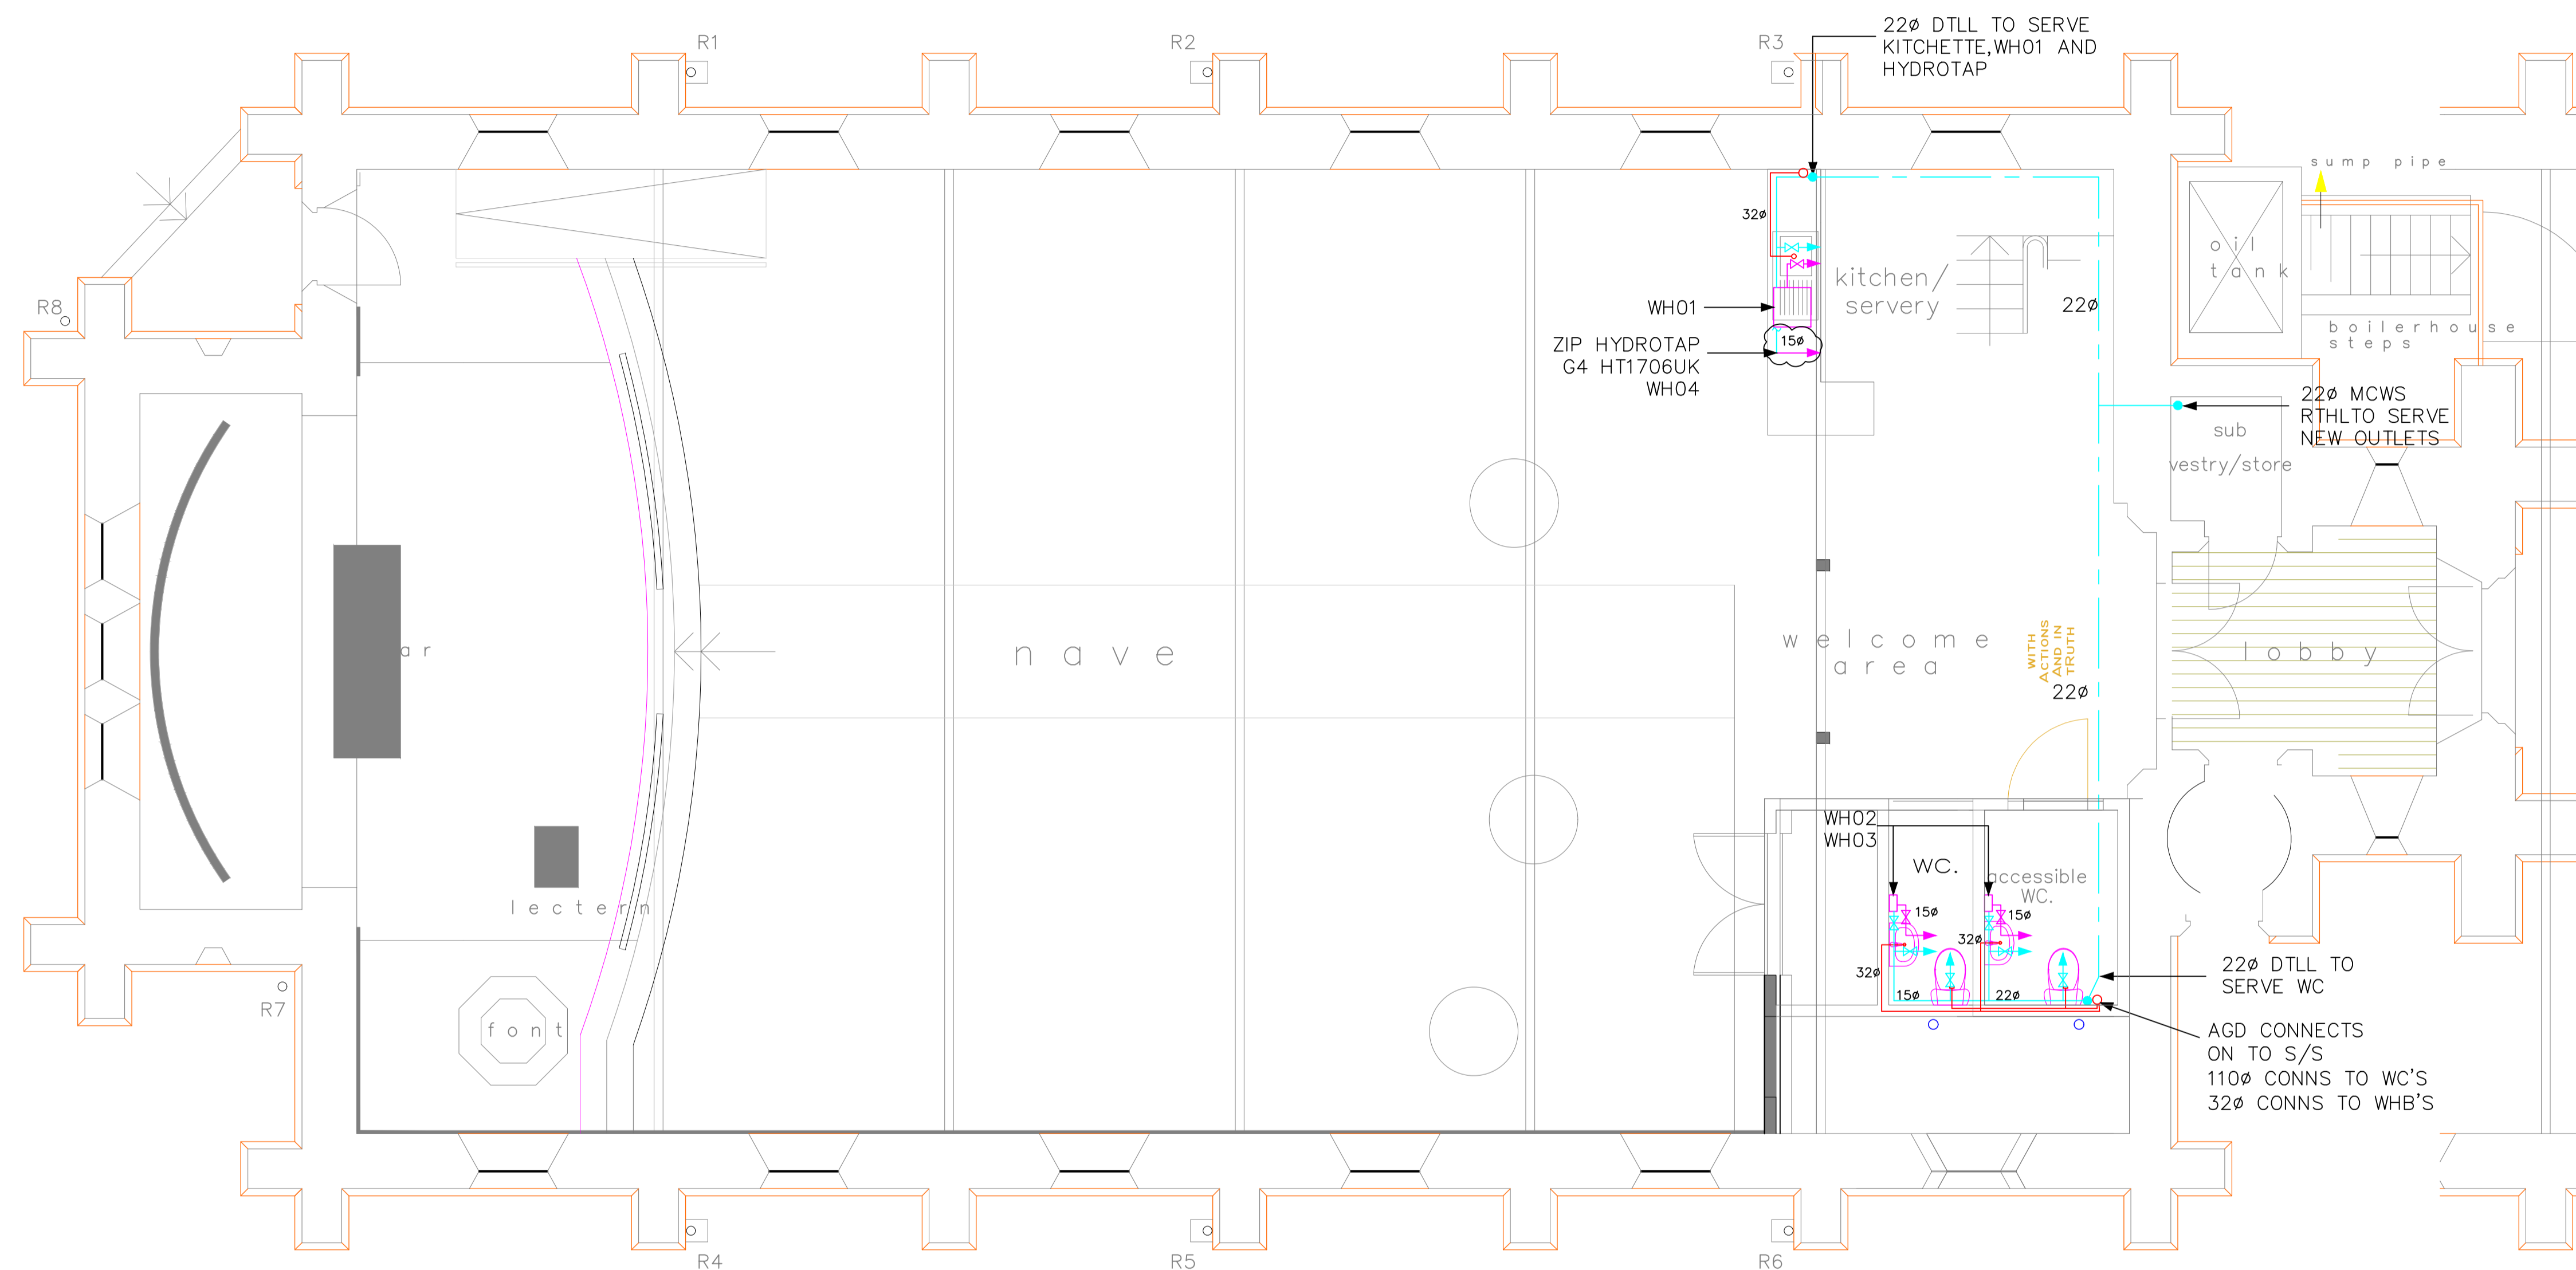 R1
R2
R3
22ø DTLL TO SERVE
KITCHETTE,WH01 AND
HYDROTAP
sump pipe
32ø
oil
tank
kitchen/
servery
22ø
R8
WH01
boilerhouse
steps
ZIP HYDROTAP
G4 HT1706UK
WH04
15ø
22ø MCWS
RTHLTO SERVE
NEW OUTLETS
sub
vestry/store
ar
nave
welcome
area
WITH
ACTIONS
AND IN
TRUTH
22ø
lobby
WH02
WH03
WC.
accessible
WC.
lectern
15ø
15ø
32ø
32ø
15ø
22ø
22ø DTLL TO
SERVE WC
R7
font
AGD CONNECTS
ON TO S/S
110ø CONNS TO WC'S
32ø CONNS TO WHB'S
R4
R5
R6